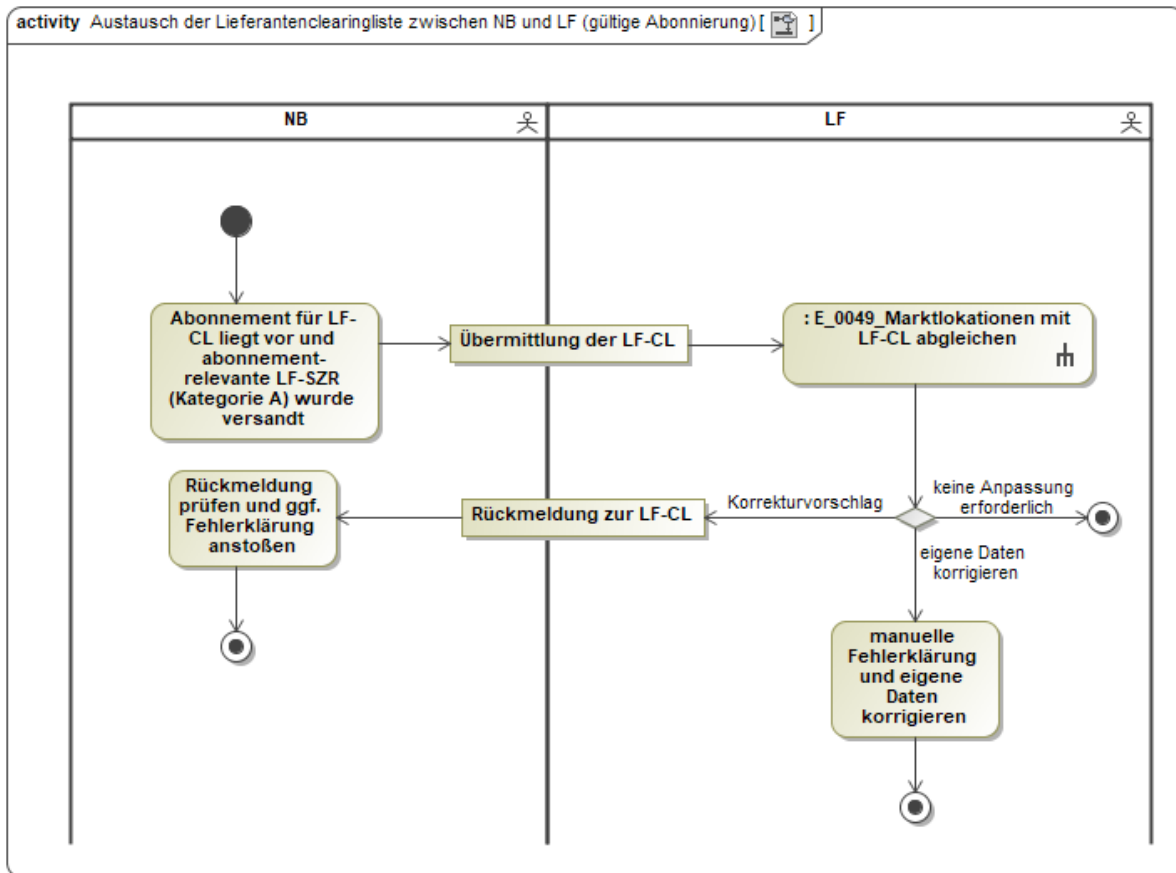 activity Austausch der Lieferantenclearingliste zwischen NB und LF (gültige Abonnierung) [ ]
NB
LF
Abonnement für LF-
CL liegt vor und
abonnement-
relevante LF-SZR
(Kategorie A) wurde
versandt
Übermittlung der LF-CL
: E_0049_Marktlokationen mit
LF-CL abgleichen
Rückmeldung
prüfen und ggf.
Fehlerklärung
anstoßen
Rückmeldung zur LF-CL
Korrekturvorschlag
keine Anpassung
erforderlich
eigene Daten
korrigieren
manuelle
Fehlerklärung
und eigene
Daten
korrigieren